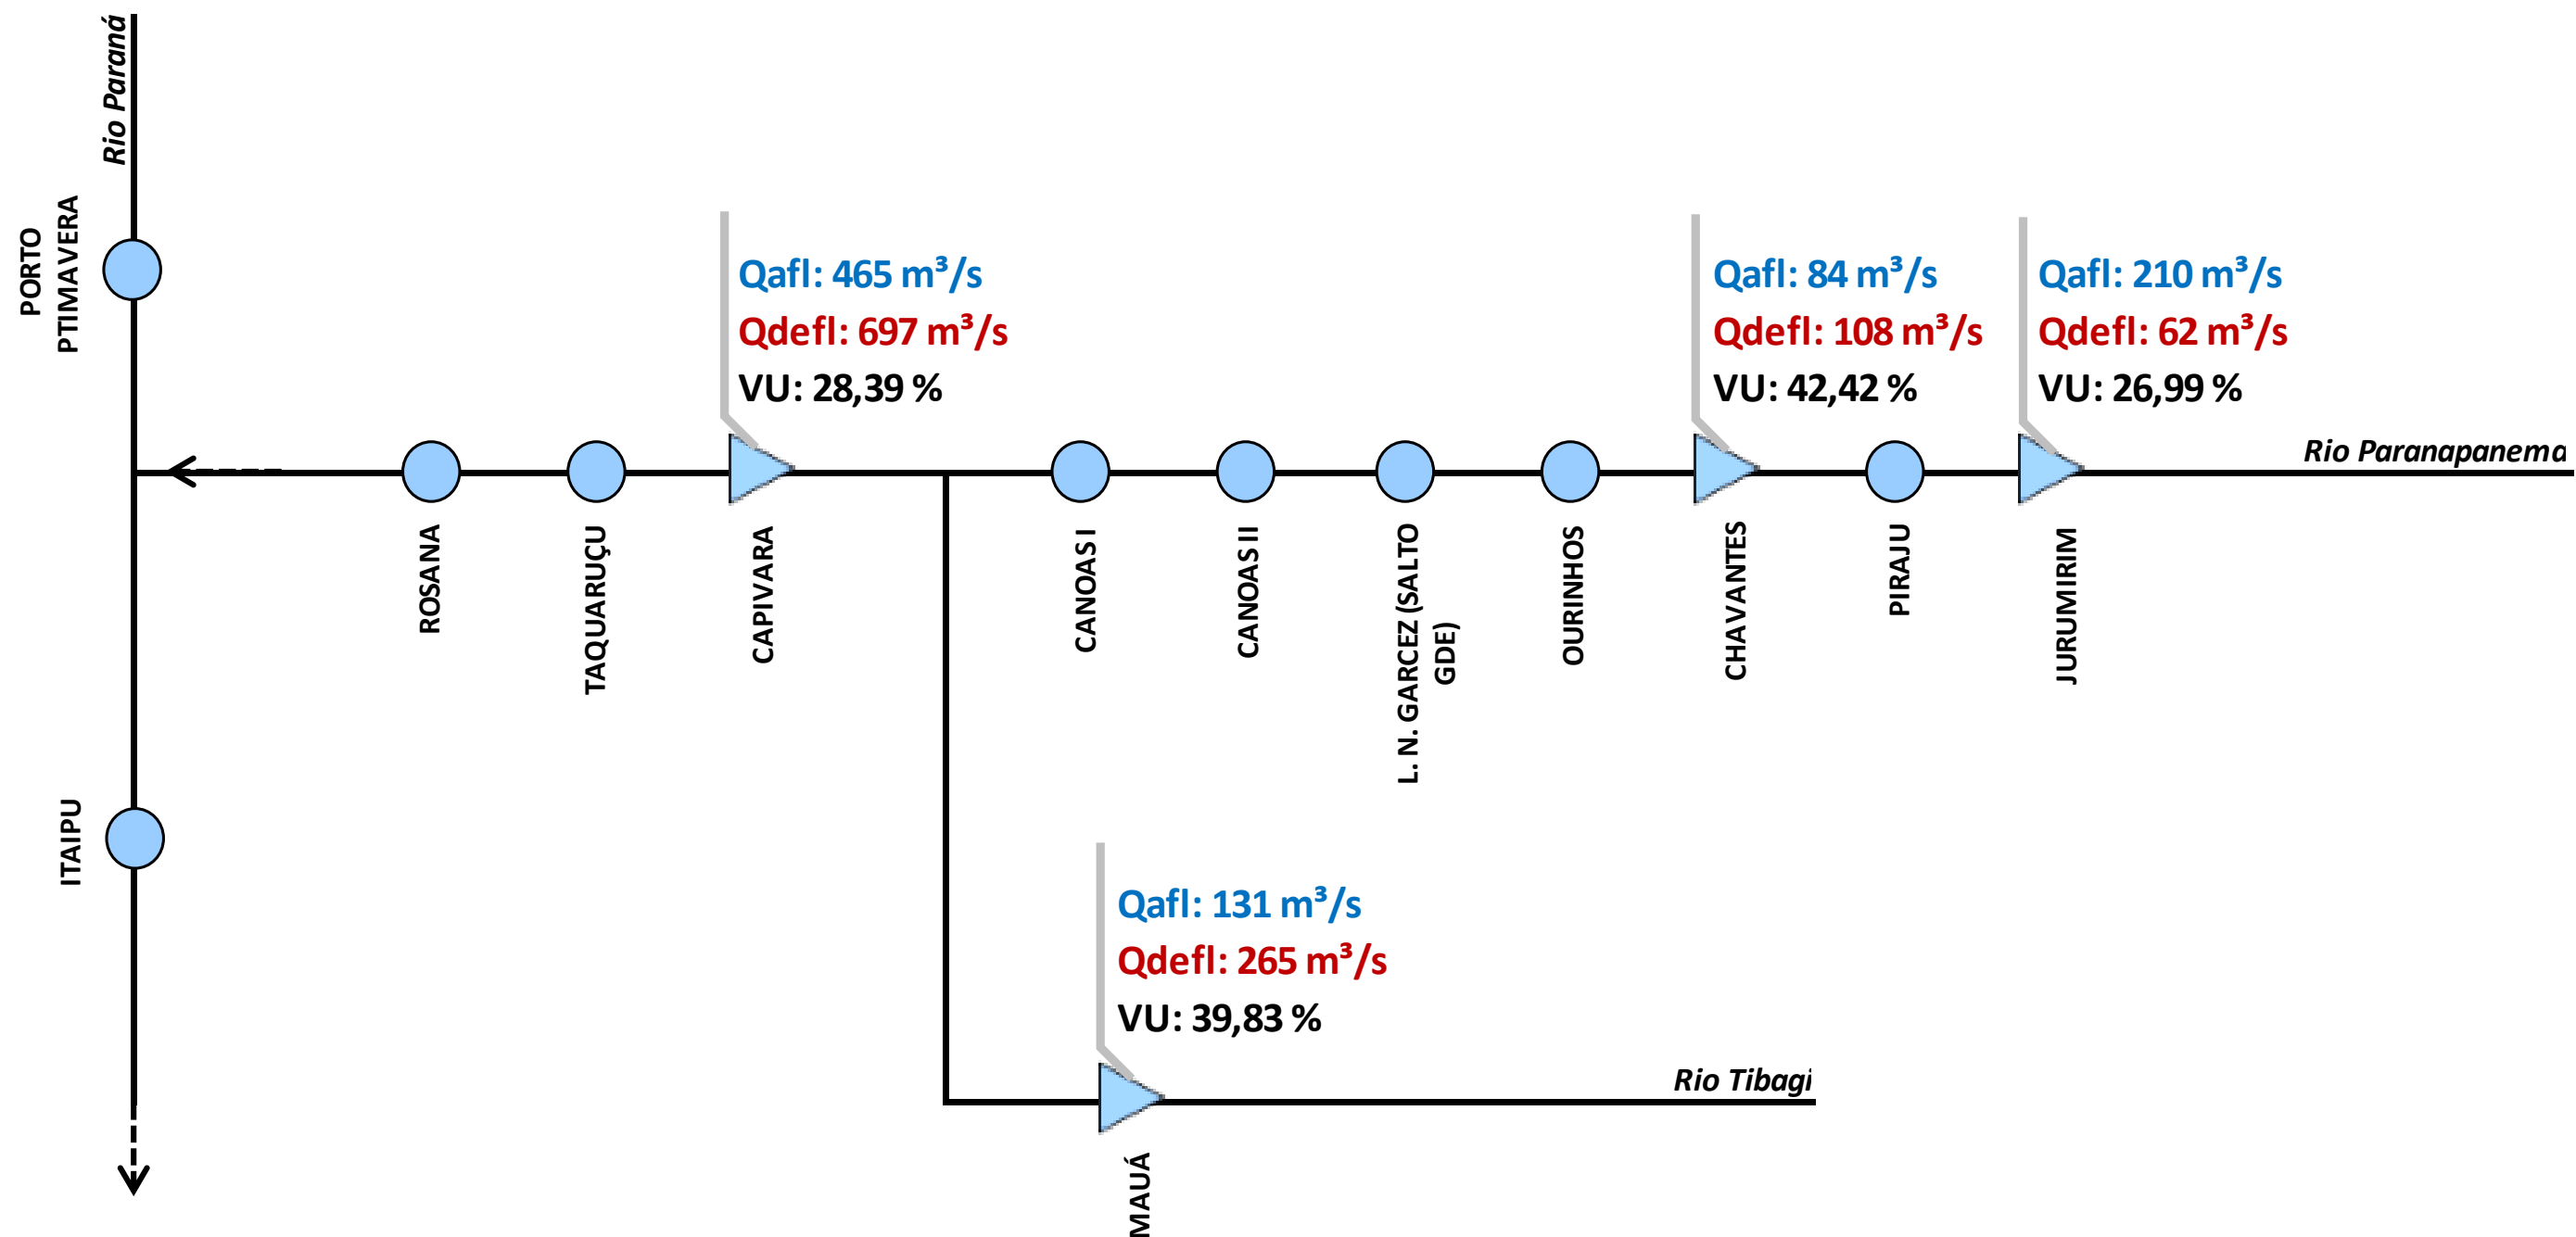 Rio Paraná
PORTO
PTIMAVERA
Qafl: 465 m³/s
Qdefl: 697 m³/s
VU: 28,39 %
Qafl: 84 m³/s
Qdefl: 108 m³/s
VU: 42,42 %
Qafl: 210 m³/s
Qdefl: 62 m³/s
VU: 26,99 %
Rio Paranapanema
ROSANA
TAQUARUÇU
CAPIVARA
CANOAS I
CANOAS II
L. N. GARCEZ (SALTO
GDE)
OURINHOS
CHAVANTES
PIRAJU
JURUMIRIM
ITAIPU
Qafl: 131 m³/s
Qdefl: 265 m³/s
VU: 39,83 %
Rio Tibagi
MAUÁ